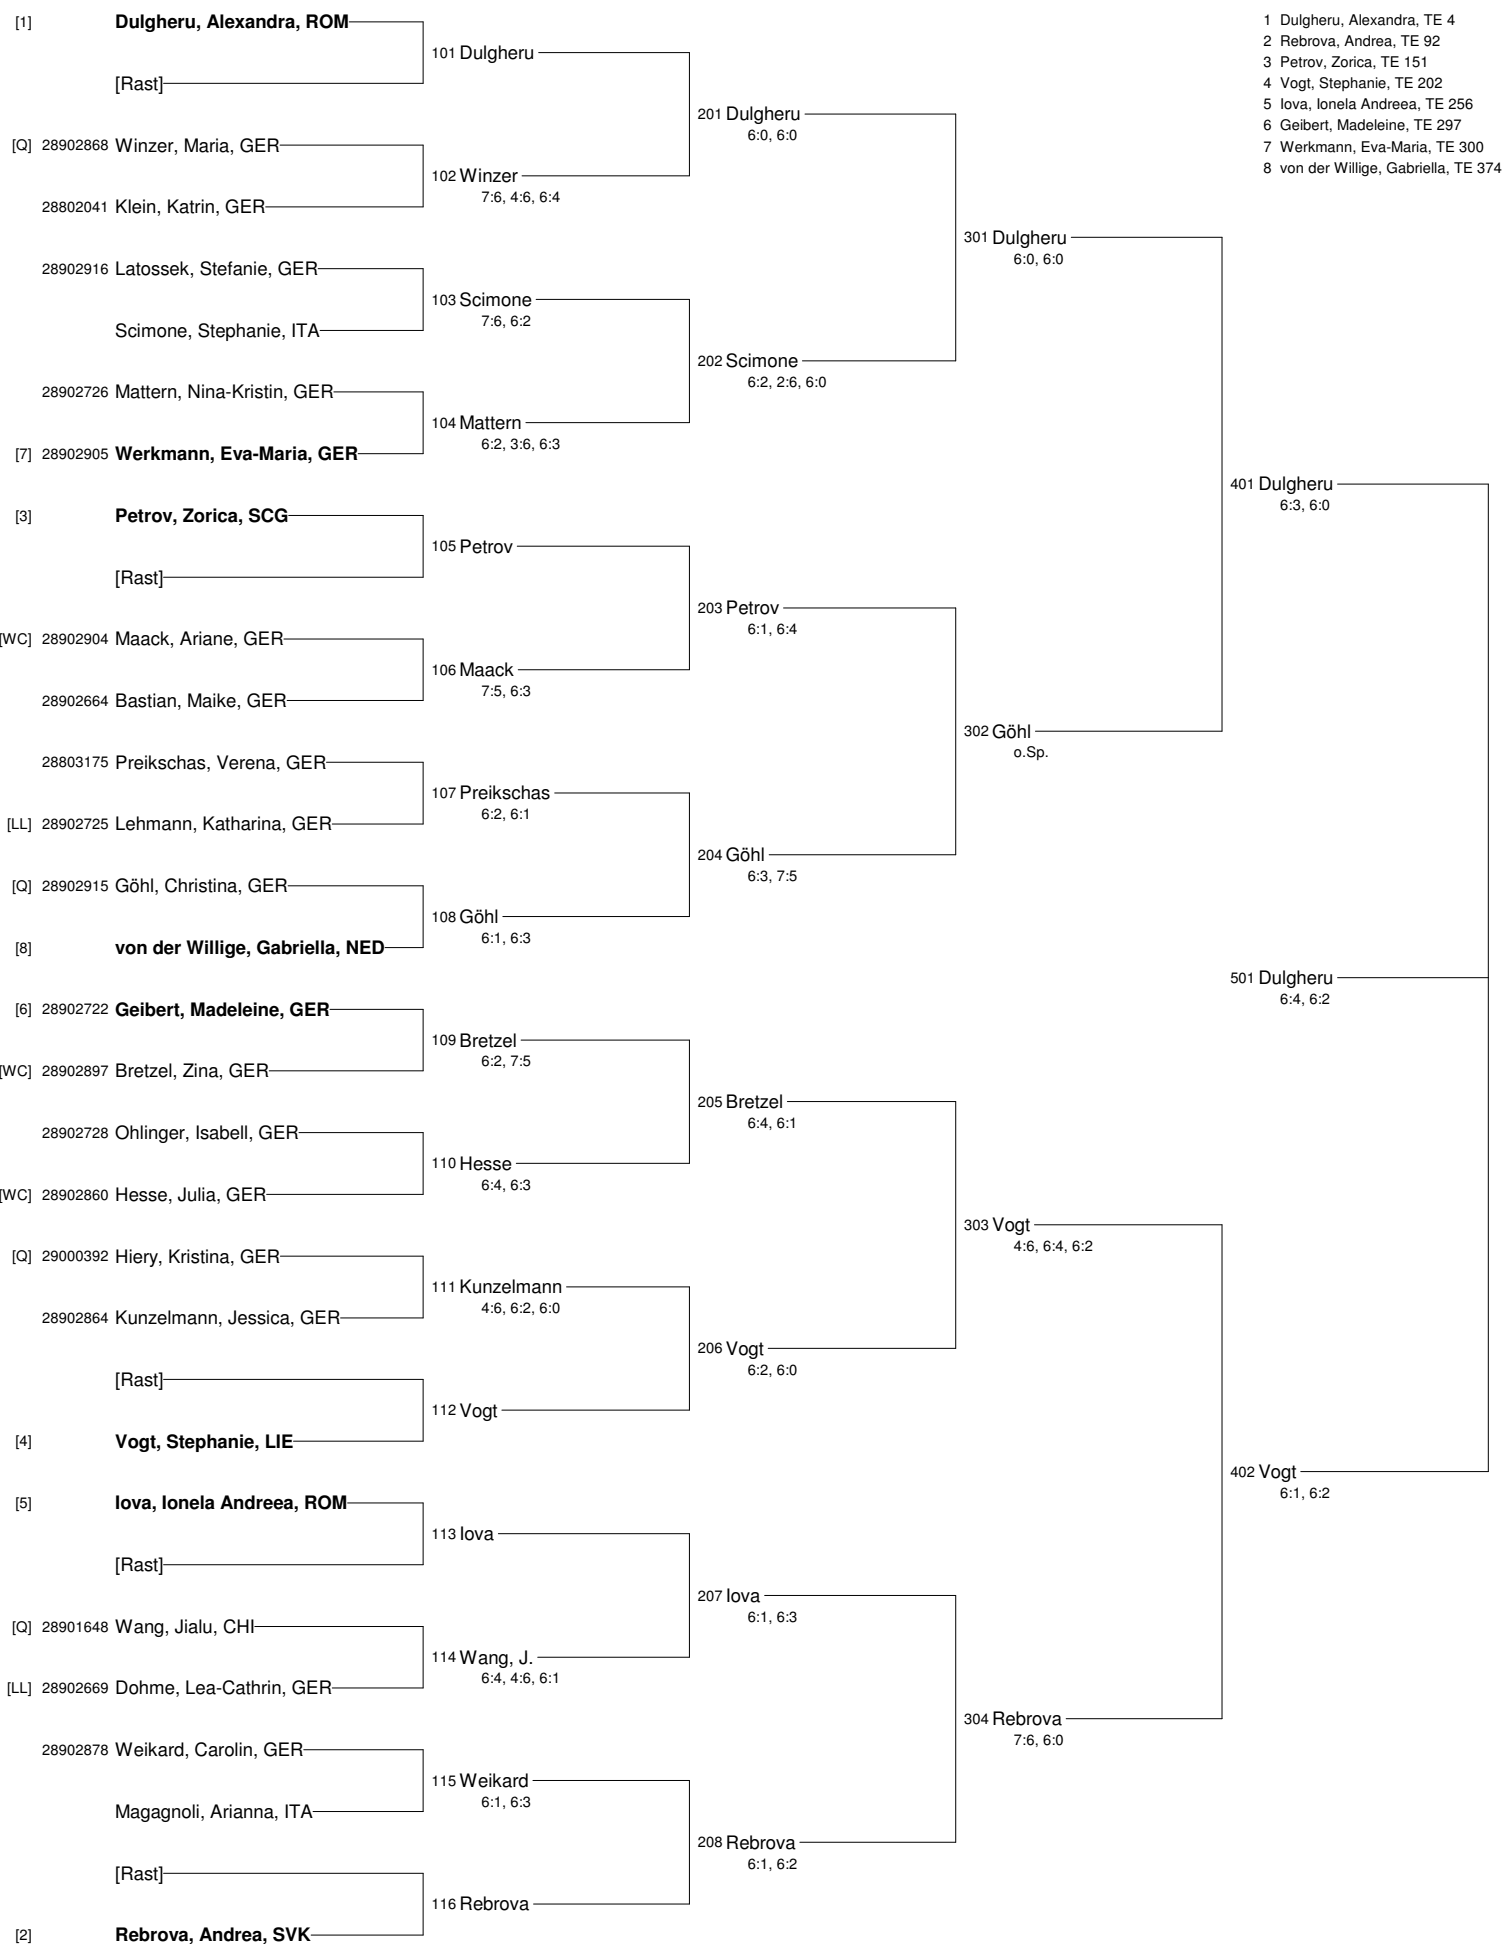 [1] Dulgheru, Alexandra, ROM
[Rast]
[Q] 28902868 Winzer, Maria, GER
28802041 Klein, Katrin, GER
28902916 Latossek, Stefanie, GER
Scimone, Stephanie, ITA
28902726 Mattern, Nina-Kristin, GER
[7] 28902905 Werkmann, Eva-Maria, GER
[3] Petrov, Zorica, SCG
[Rast]
[WC] 28902904 Maack, Ariane, GER
28902664 Bastian, Maike, GER
28803175 Preikschas, Verena, GER
[LL] 28902725 Lehmann, Katharina, GER
[Q] 28902915 Göhl, Christina, GER
[8] von der Willige, Gabriella, NED
[6] 28902722 Geibert, Madeleine, GER
[WC] 28902897 Bretzel, Zina, GER
28902728 Ohlinger, Isabell, GER
[WC] 28902860 Hesse, Julia, GER
[Q] 29000392 Hiery, Kristina, GER
28902864 Kunzelmann, Jessica, GER
[Rast]
[4] Vogt, Stephanie, LIE
[5] Iova, Ionela Andreea, ROM
[Rast]
[Q] 28901648 Wang, Jialu, CHI
[LL] 28902669 Dohme, Lea-Cathrin, GER
28902878 Weikard, Carolin, GER
Magagnoli, Arianna, ITA
[Rast]
[2] Rebrova, Andrea, SVK
101 Dulgheru
102 Winzer
7:6, 4:6, 6:4
103 Scimone
7:6, 6:2
104 Mattern
6:2, 3:6, 6:3
105 Petrov
106 Maack
7:5, 6:3
107 Preikschas
6:2, 6:1
108 Göhl
6:1, 6:3
109 Bretzel
6:2, 7:5
110 Hesse
6:4, 6:3
111 Kunzelmann
4:6, 6:2, 6:0
112 Vogt
113 Iova
114 Wang, J.
6:4, 4:6, 6:1
115 Weikard
6:1, 6:3
116 Rebrova
201 Dulgheru
6:0, 6:0
202 Scimone
6:2, 2:6, 6:0
203 Petrov
6:1, 6:4
204 Göhl
6:3, 7:5
205 Bretzel
6:4, 6:1
206 Vogt
6:2, 6:0
207 Iova
6:1, 6:3
208 Rebrova
6:1, 6:2
301 Dulgheru
6:0, 6:0
302 Göhl
o.Sp.
303 Vogt
4:6, 6:4, 6:2
304 Rebrova
7:6, 6:0
401 Dulgheru
6:3, 6:0
402 Vogt
6:1, 6:2
501 Dulgheru
6:4, 6:2
1 Dulgheru, Alexandra, TE 4
2 Rebrova, Andrea, TE 92
3 Petrov, Zorica, TE 151
4 Vogt, Stephanie, TE 202
5 Iova, Ionela Andreea, TE 256
6 Geibert, Madeleine, TE 297
7 Werkmann, Eva-Maria, TE 300
8 von der Willige, Gabriella, TE 374